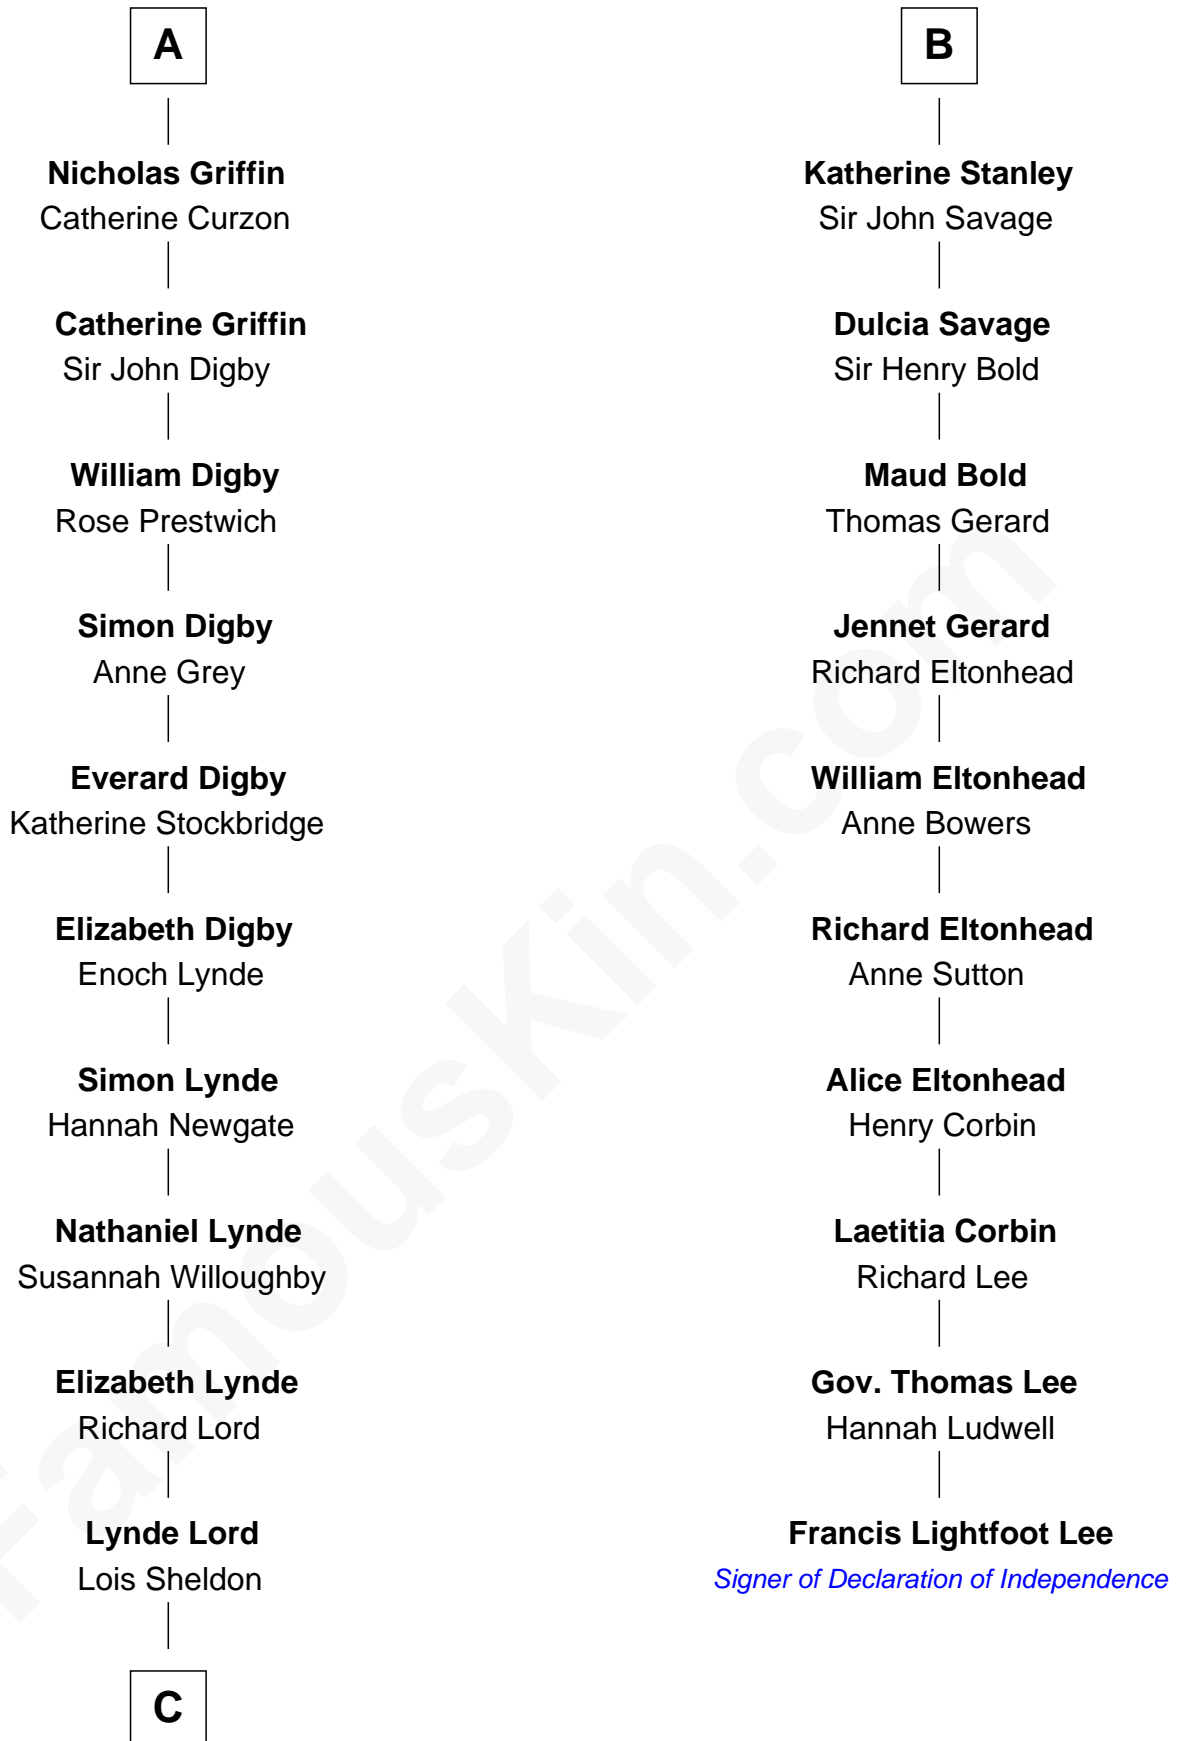 A
Nicholas Griffin
Catherine Curzon
Catherine Griffin
Sir John Digby
William Digby
Rose Prestwich
Simon Digby
Anne Grey
Everard Digby
Katherine Stockbridge
Elizabeth Digby
Enoch Lynde
Simon Lynde
Hannah Newgate
Nathaniel Lynde
Susannah Willoughby
Elizabeth Lynde
Richard Lord
Lynde Lord
Lois Sheldon
C
B
Katherine Stanley
Sir John Savage
Dulcia Savage
Sir Henry Bold
Maud Bold
Thomas Gerard
Jennet Gerard
Richard Eltonhead
William Eltonhead
Anne Bowers
Richard Eltonhead
Anne Sutton
Alice Eltonhead
Henry Corbin
Laetitia Corbin
Richard Lee
Gov. Thomas Lee
Hannah Ludwell
Francis Lightfoot Lee
Signer of Declaration of Independence
FamousKin.com